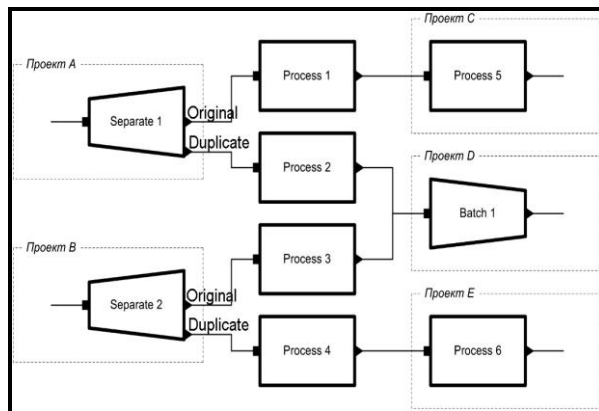 Проект C
Проект A
Process 1
Process 5
Separate 1
Original
Duplicate
Process 2
Проект D
Batch 1
Проект B
Process 3
Separate 2
Original
Duplicate
Проект E
Process 4
Process 6